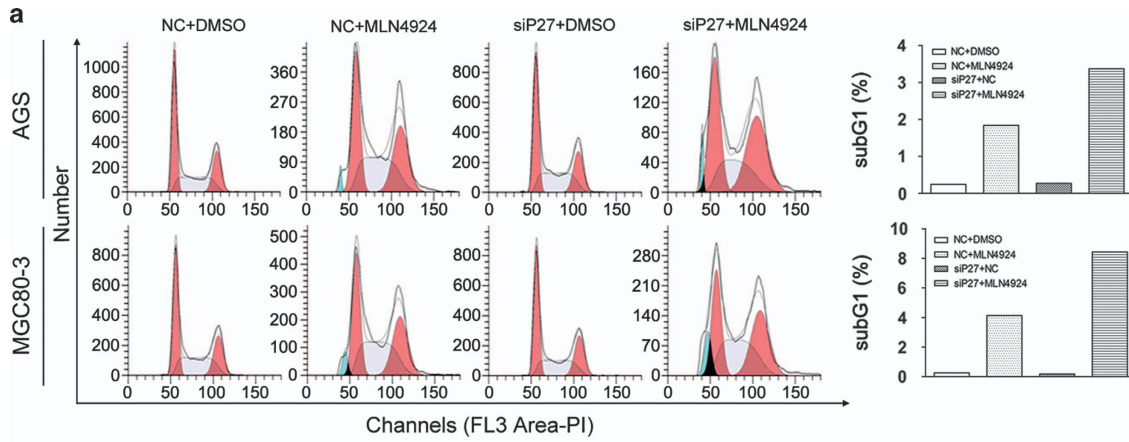 a
NC+DMSO NC+MLN4924 siP27+DMSO siP27+MLN4924
AGS
Number
1000
800
600
400
200
0
0 50 100 150
360
270
180
90
0
0 50 100 150
800
600
400
200
0
0 50 100 150
160
120
80
40
0
0 50 100 150
subG1 (%)
4
3
2
1
0
NC+DMSO
NC+MLN4924
siP27+NC
siP27+MLN4924
MGC80-3
800
600
400
200
0
0 50 100 150
500
400
300
200
100
0
0 50 100 150
800
600
400
200
0
0 50 100 150
280
210
140
70
0
0 50 100 150
subG1 (%)
10
8
6
4
2
0
NC+DMSO
NC+MLN4924
siP27+NC
siP27+MLN4924
Channels (FL3 Area-PI)